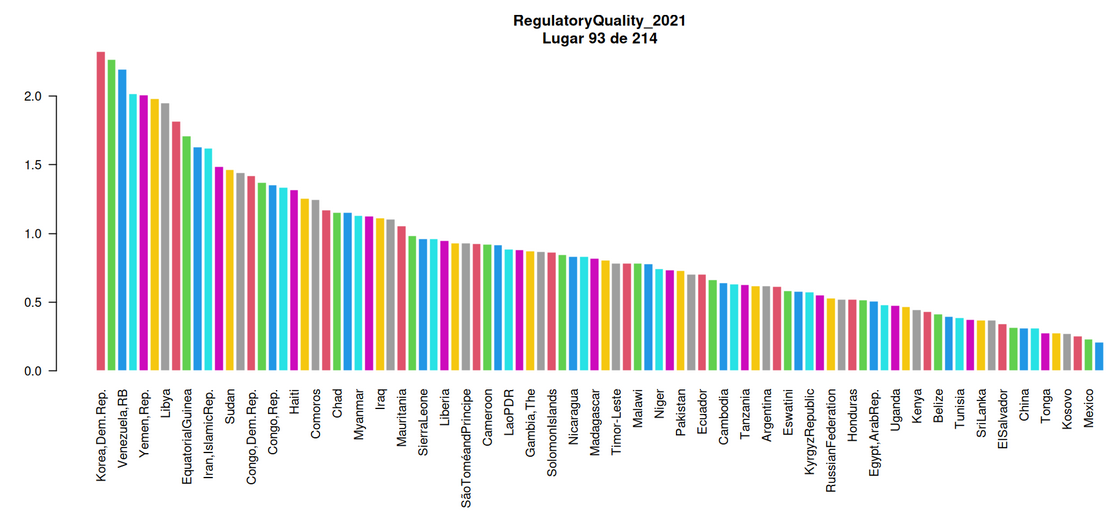 RegulatoryQuality_2021
Lugar 93 de 214
2.0
1.5
1.0
0.5
0.0
Korea,Dem.Rep.
Venezuela,RB
Yemen,Rep.
Libya
EquatorialGuinea
Iran,IslamicRep.
Sudan
Congo,Dem.Rep.
Congo,Rep.
Haiti
Comoros
Chad
Myanmar
Iraq
Mauritania
SierraLeone
Liberia
SãoToméandPríncipe
Cameroon
LaoPDR
Gambia,The
SolomonIslands
Nicaragua
Madagascar
Timor-Leste
Malawi
Niger
Pakistan
Ecuador
Cambodia
Tanzania
Argentina
Eswatini
KyrgyzRepublic
RussianFederation
Honduras
Egypt,ArabRep.
Uganda
Kenya
Belize
Tunisia
SriLanka
ElSalvador
China
Tonga
Kosovo
Mexico